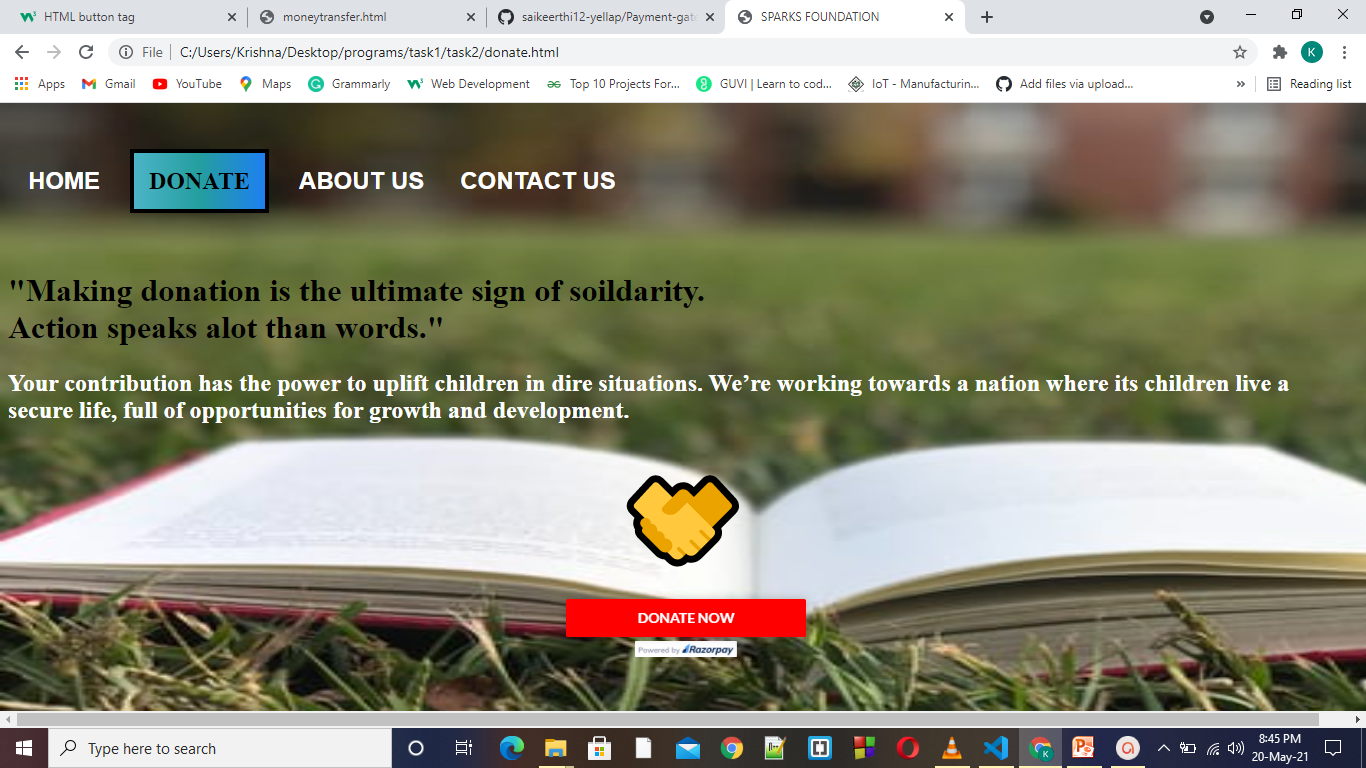 HTML button tag
moneytransfer.html
saikeerthi12-yellap/Payment-gat
SPARKS FOUNDATION
File
C:/Users/Krishna/Desktop/programs/task1/task2/donate.html
K
Apps
Gmail
YouTube
Maps
Grammarly
Web Development
Top 10 Projects For...
GUVI | Learn to cod...
IoT - Manufacturin...
Add files via upload...
»
Reading list
HOME
DONATE
ABOUT US
CONTACT US
"Making donation is the ultimate sign of soildarity.
Action speaks alot than words."
Your contribution has the power to uplift children in dire situations. We’re working towards a nation where its children live a
secure life, full of opportunities for growth and development.
DONATE NOW
Powered by Razorpay
Type here to search
8:45 PM
20-May-21